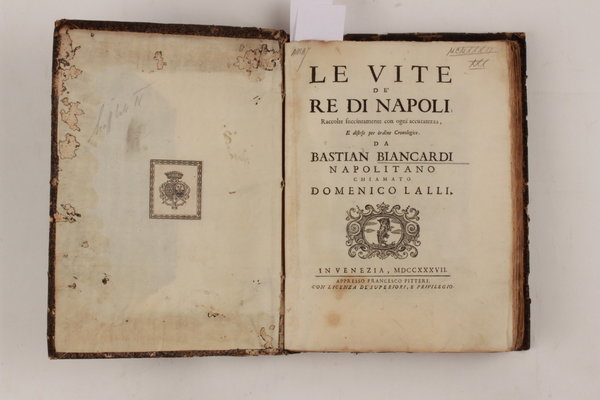 LE VITE
DE'
RE DI NAPOLI.
Raccolte succintamente con ogni accuratezza,
E distese per ordine Cronologico.
DA
BASTIAN BIANCARDI
NAPOLITANO
CHIAMATO
DOMENICO LALLI.
IN VENEZIA, MDCCXXXVII.
APPRESSO FRANCESCO PITTERI.
CON LICENZA DE' SUPERIORI, E PRIVILEGIO.